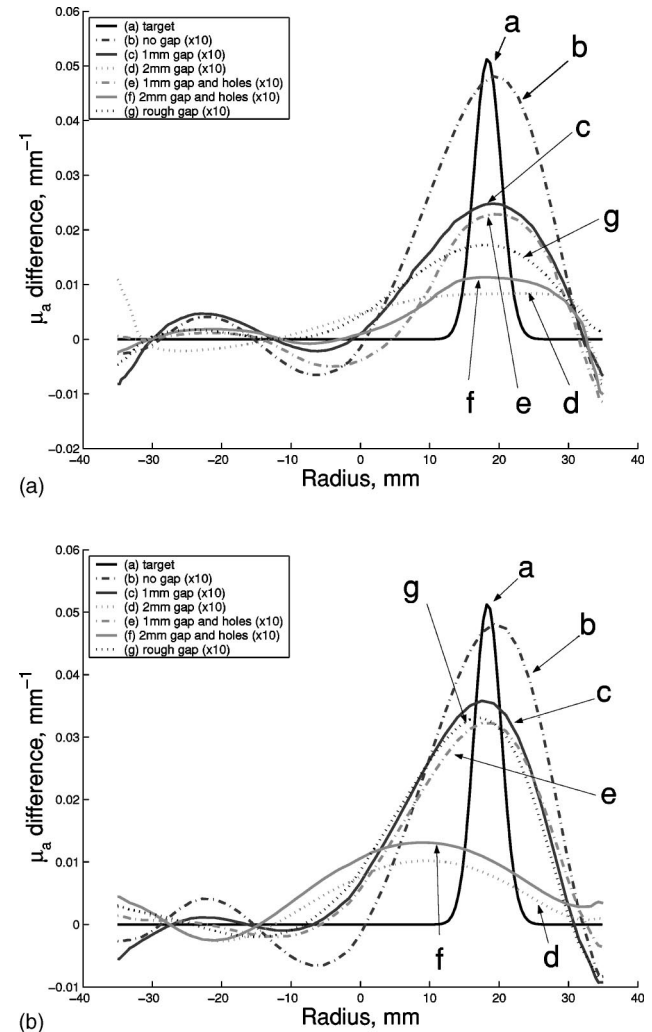 0.06
0.05
0.04
0.03
0.02
0.01
0
−0.01
−0.02
μa difference, mm−1
(a) target
(b) no gap (x10)
(c) 1mm gap (x10)
(d) 2mm gap (x10)
(e) 1mm gap and holes (x10)
(f) 2mm gap and holes (x10)
(g) rough gap (x10)
a
b
c
g
f
e
d
−40 −30 −20 −10 0 10 20 30 40
Radius, mm
(a)
0.06
0.05
0.04
0.03
0.02
0.01
0
−0.01
μa difference, mm−1
(a) target
(b) no gap (x10)
(c) 1mm gap (x10)
(d) 2mm gap (x10)
(e) 1mm gap and holes (x10)
(f) 2mm gap and holes (x10)
(g) rough gap (x10)
g
a
b
c
e
f
d
−40 −30 −20 −10 0 10 20 30 40
Radius, mm
(b)